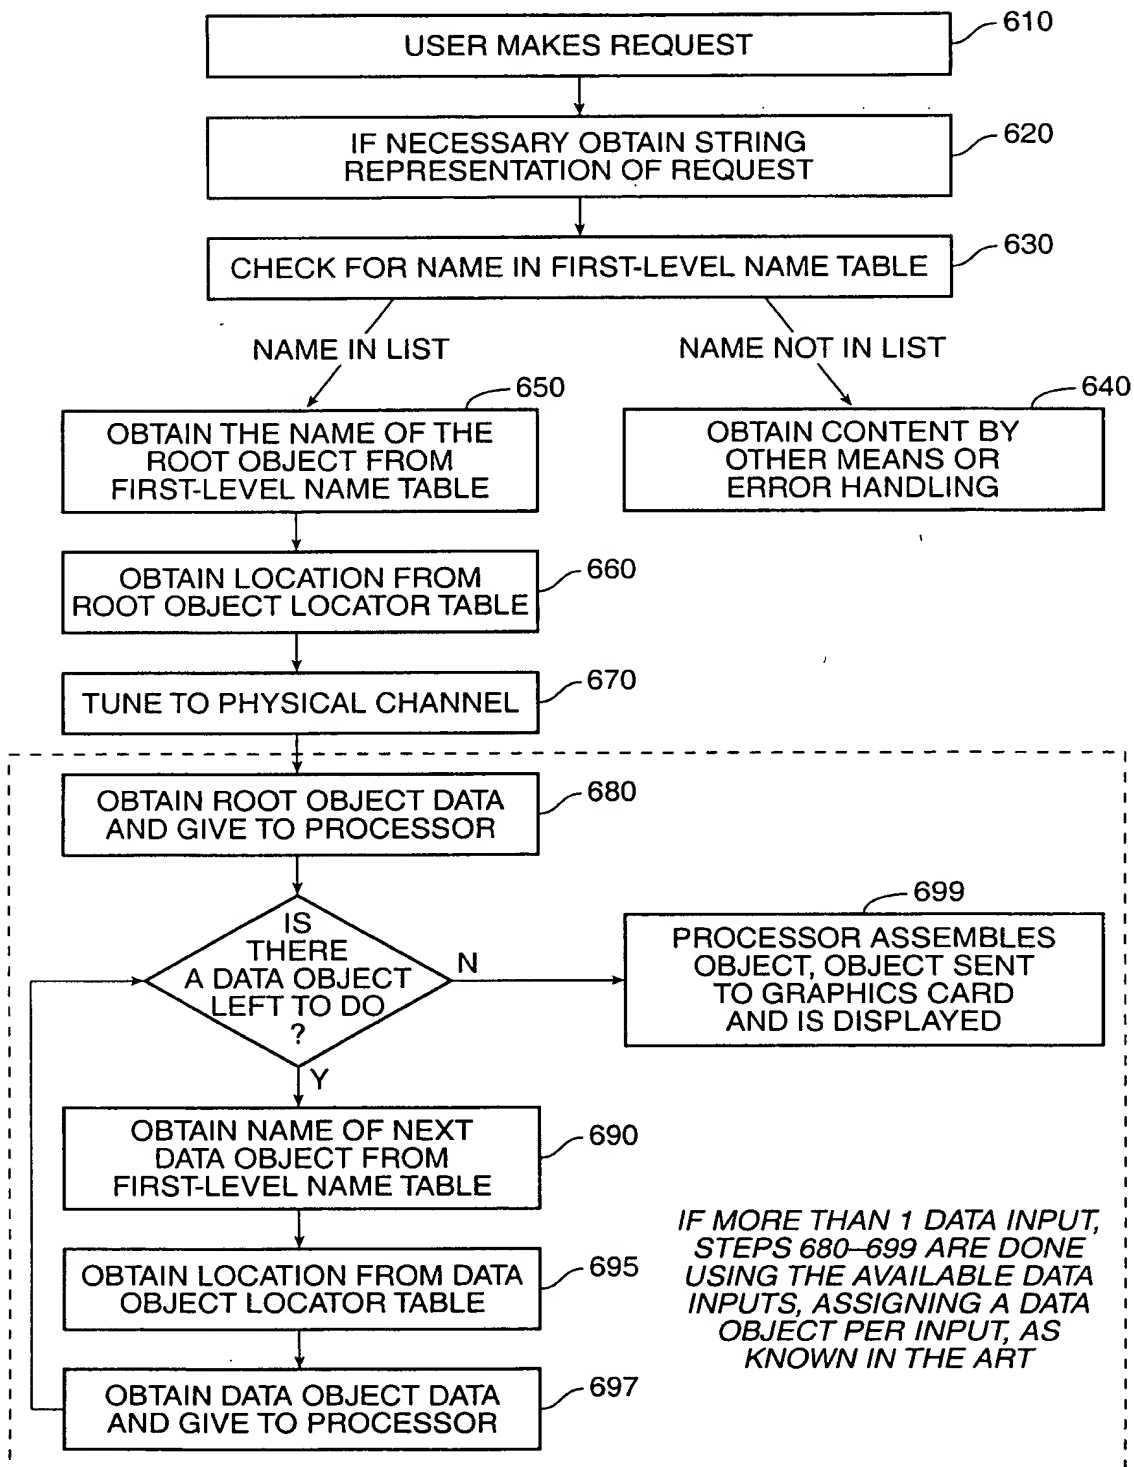 USER MAKES REQUEST
610
IF NECESSARY OBTAIN STRING
REPRESENTATION OF REQUEST
620
CHECK FOR NAME IN FIRST-LEVEL NAME TABLE
630
NAME IN LIST
NAME NOT IN LIST
650
OBTAIN THE NAME OF THE
ROOT OBJECT FROM
FIRST-LEVEL NAME TABLE
640
OBTAIN CONTENT BY
OTHER MEANS OR
ERROR HANDLING
OBTAIN LOCATION FROM
ROOT OBJECT LOCATOR TABLE
660
TUNE TO PHYSICAL CHANNEL
670
OBTAIN ROOT OBJECT DATA
AND GIVE TO PROCESSOR
680
IS
THERE
A DATA OBJECT
LEFT TO DO
?
N
699
PROCESSOR ASSEMBLES
OBJECT, OBJECT SENT
TO GRAPHICS CARD
AND IS DISPLAYED
Y
OBTAIN NAME OF NEXT
DATA OBJECT FROM
FIRST-LEVEL NAME TABLE
690
OBTAIN LOCATION FROM DATA
OBJECT LOCATOR TABLE
695
OBTAIN DATA OBJECT DATA
AND GIVE TO PROCESSOR
697
IF MORE THAN 1 DATA INPUT,
STEPS 680–699 ARE DONE
USING THE AVAILABLE DATA
INPUTS, ASSIGNING A DATA
OBJECT PER INPUT, AS
KNOWN IN THE ART